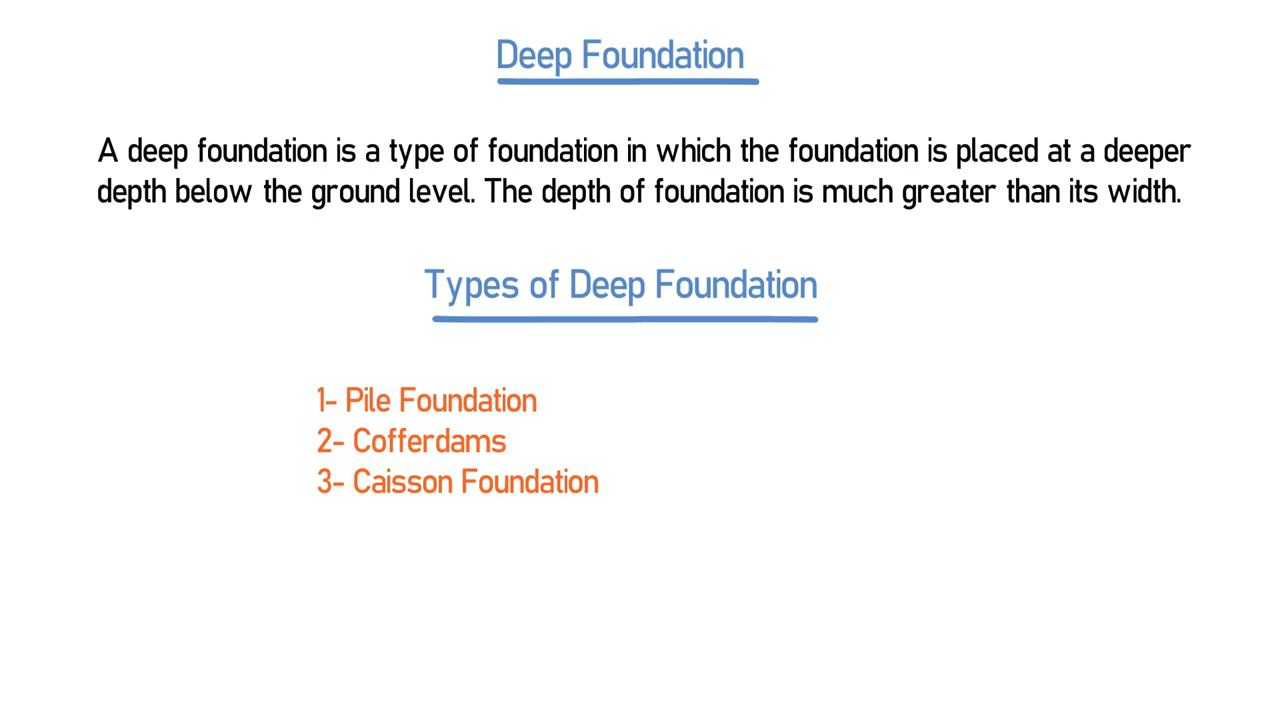 Deep Foundation
A deep foundation is a type of foundation in which the foundation is placed at a deeper
depth below the ground level. The depth of foundation is much greater than its width.
Types of Deep Foundation
1- Pile Foundation
2- Cofferdams
3- Caisson Foundation